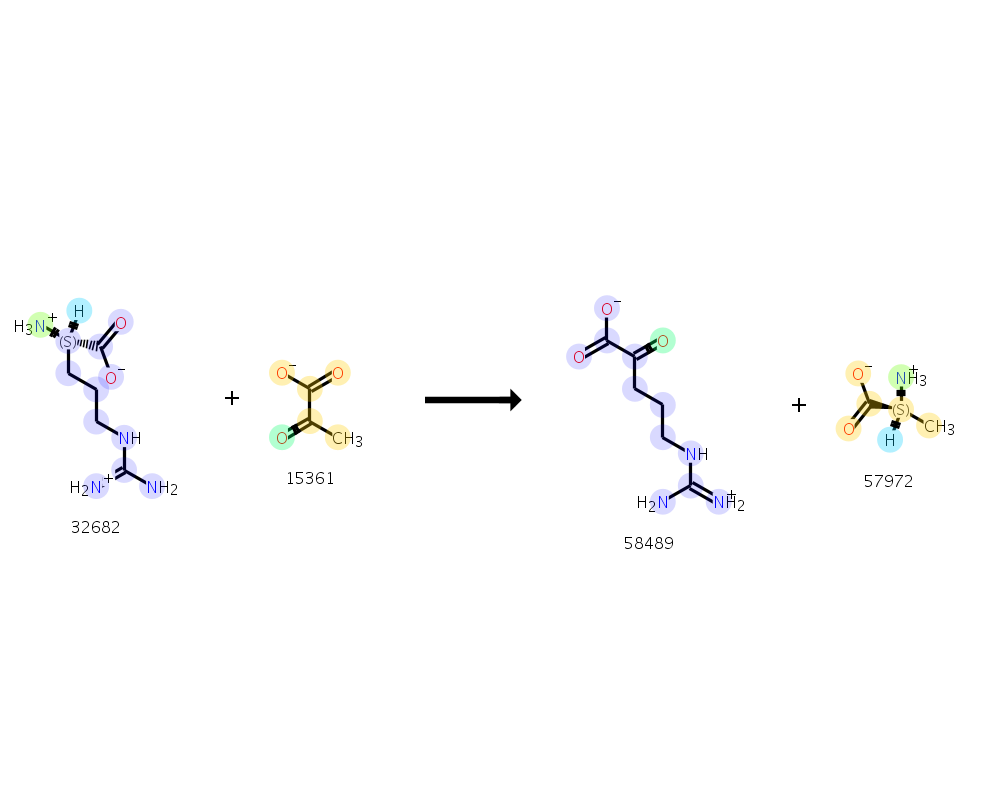 H
O
H3N+
(S)
O−
NH
H2N+
NH2
32682
+
O−
O
O
CH3
15361
O−
O
O
NH
H2N
NH2+
58489
+
O−
NH3+
(S)
O
H
CH3
57972